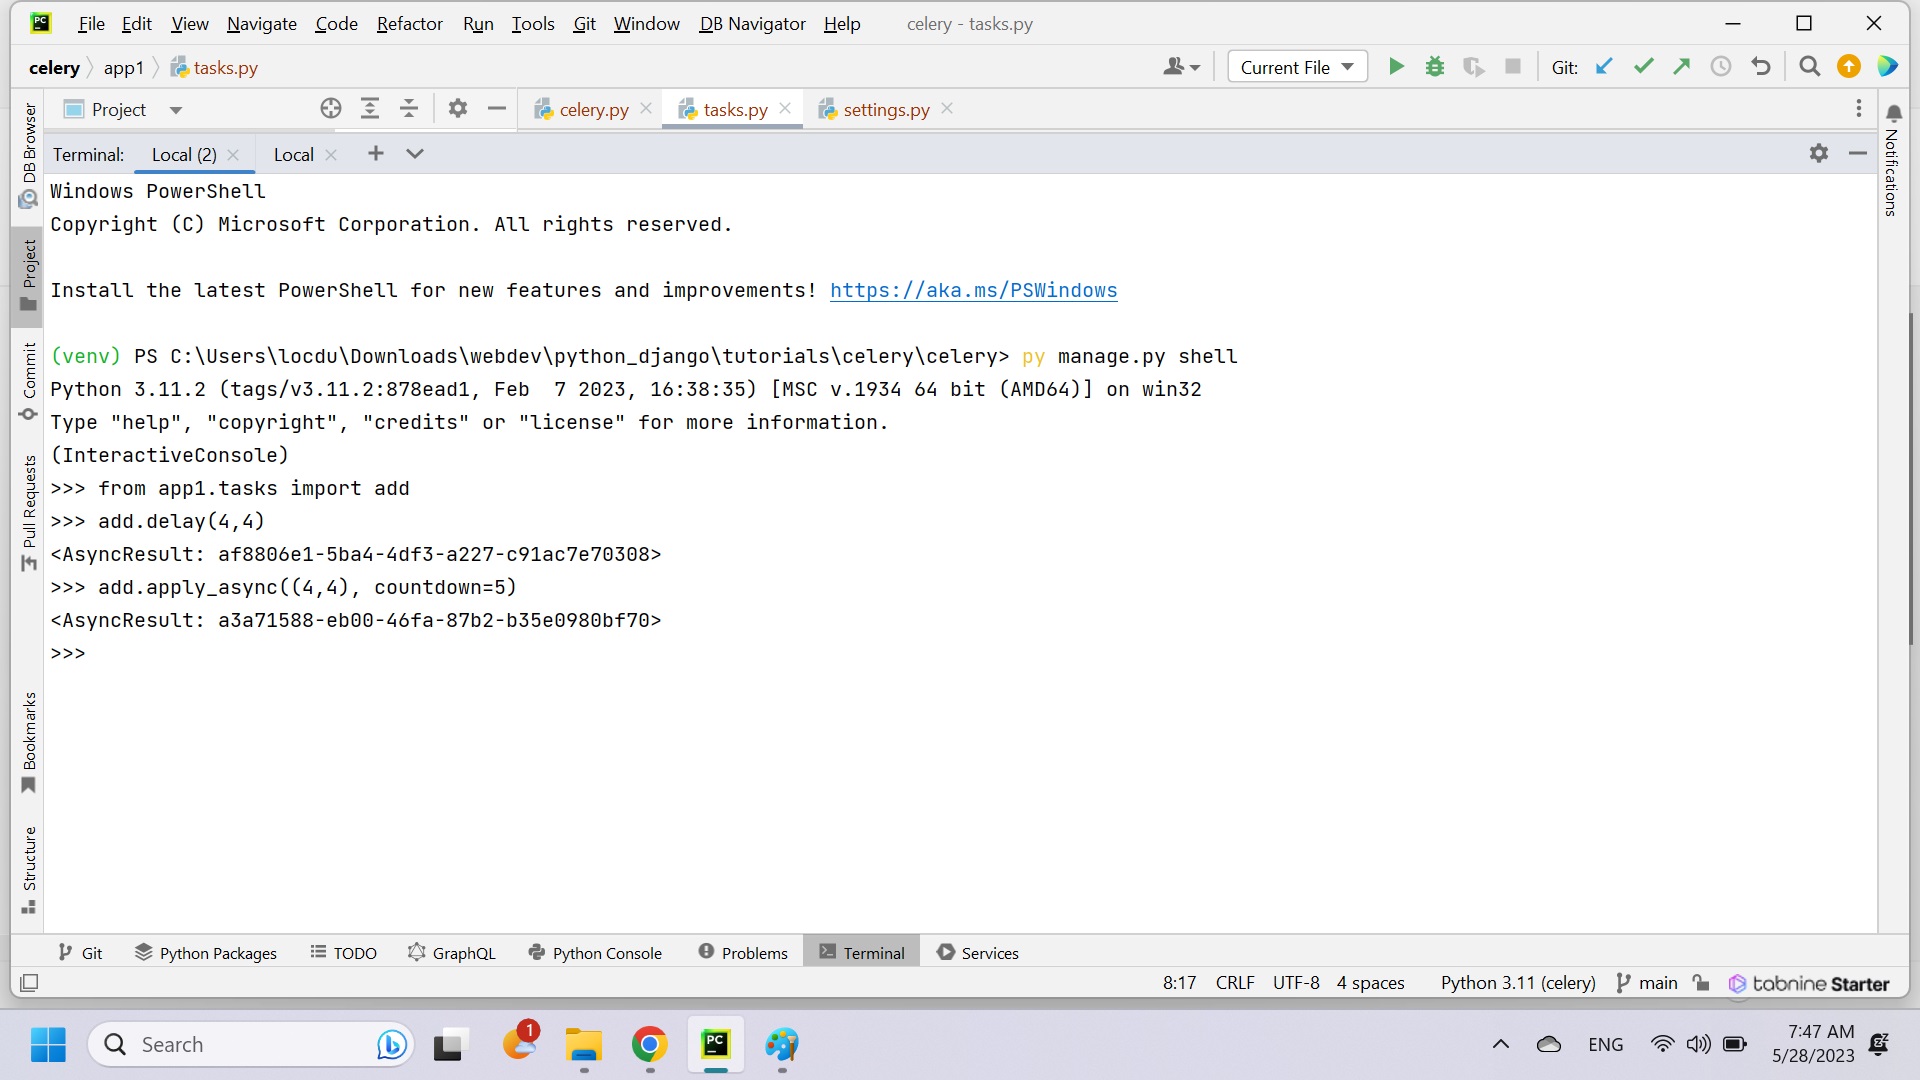 PC File Edit View Navigate Code Refactor Run Tools Git Window DB Navigator Help celery - tasks.py
celery app1 tasks.py Current File Git:
Project celery.py tasks.py settings.py
Terminal: Local (2) Local
Windows PowerShell
Copyright (C) Microsoft Corporation. All rights reserved.
Install the latest PowerShell for new features and improvements! https://aka.ms/PSWindows
(venv) PS C:\Users\locdu\Downloads\webdev\python_django\tutorials\celery\celery> py manage.py shell
Python 3.11.2 (tags/v3.11.2:878ead1, Feb  7 2023, 16:38:35) [MSC v.1934 64 bit (AMD64)] on win32
Type "help", "copyright", "credits" or "license" for more information.
(InteractiveConsole)
>>> from app1.tasks import add
>>> add.delay(4,4)
<AsyncResult: af8806e1-5ba4-4df3-a227-c91ac7e70308>
>>> add.apply_async((4,4), countdown=5)
<AsyncResult: a3a71588-eb00-46fa-87b2-b35e0980bf70>
>>>
DB Browser
Project
Commit
Pull Requests
Bookmarks
Structure
Notifications
Git Python Packages TODO GraphQL Python Console Problems Terminal Services
8:17 CRLF UTF-8 4 spaces Python 3.11 (celery) main tabnine Starter
Search 1 PC ENG 7:47 AM
5/28/2023